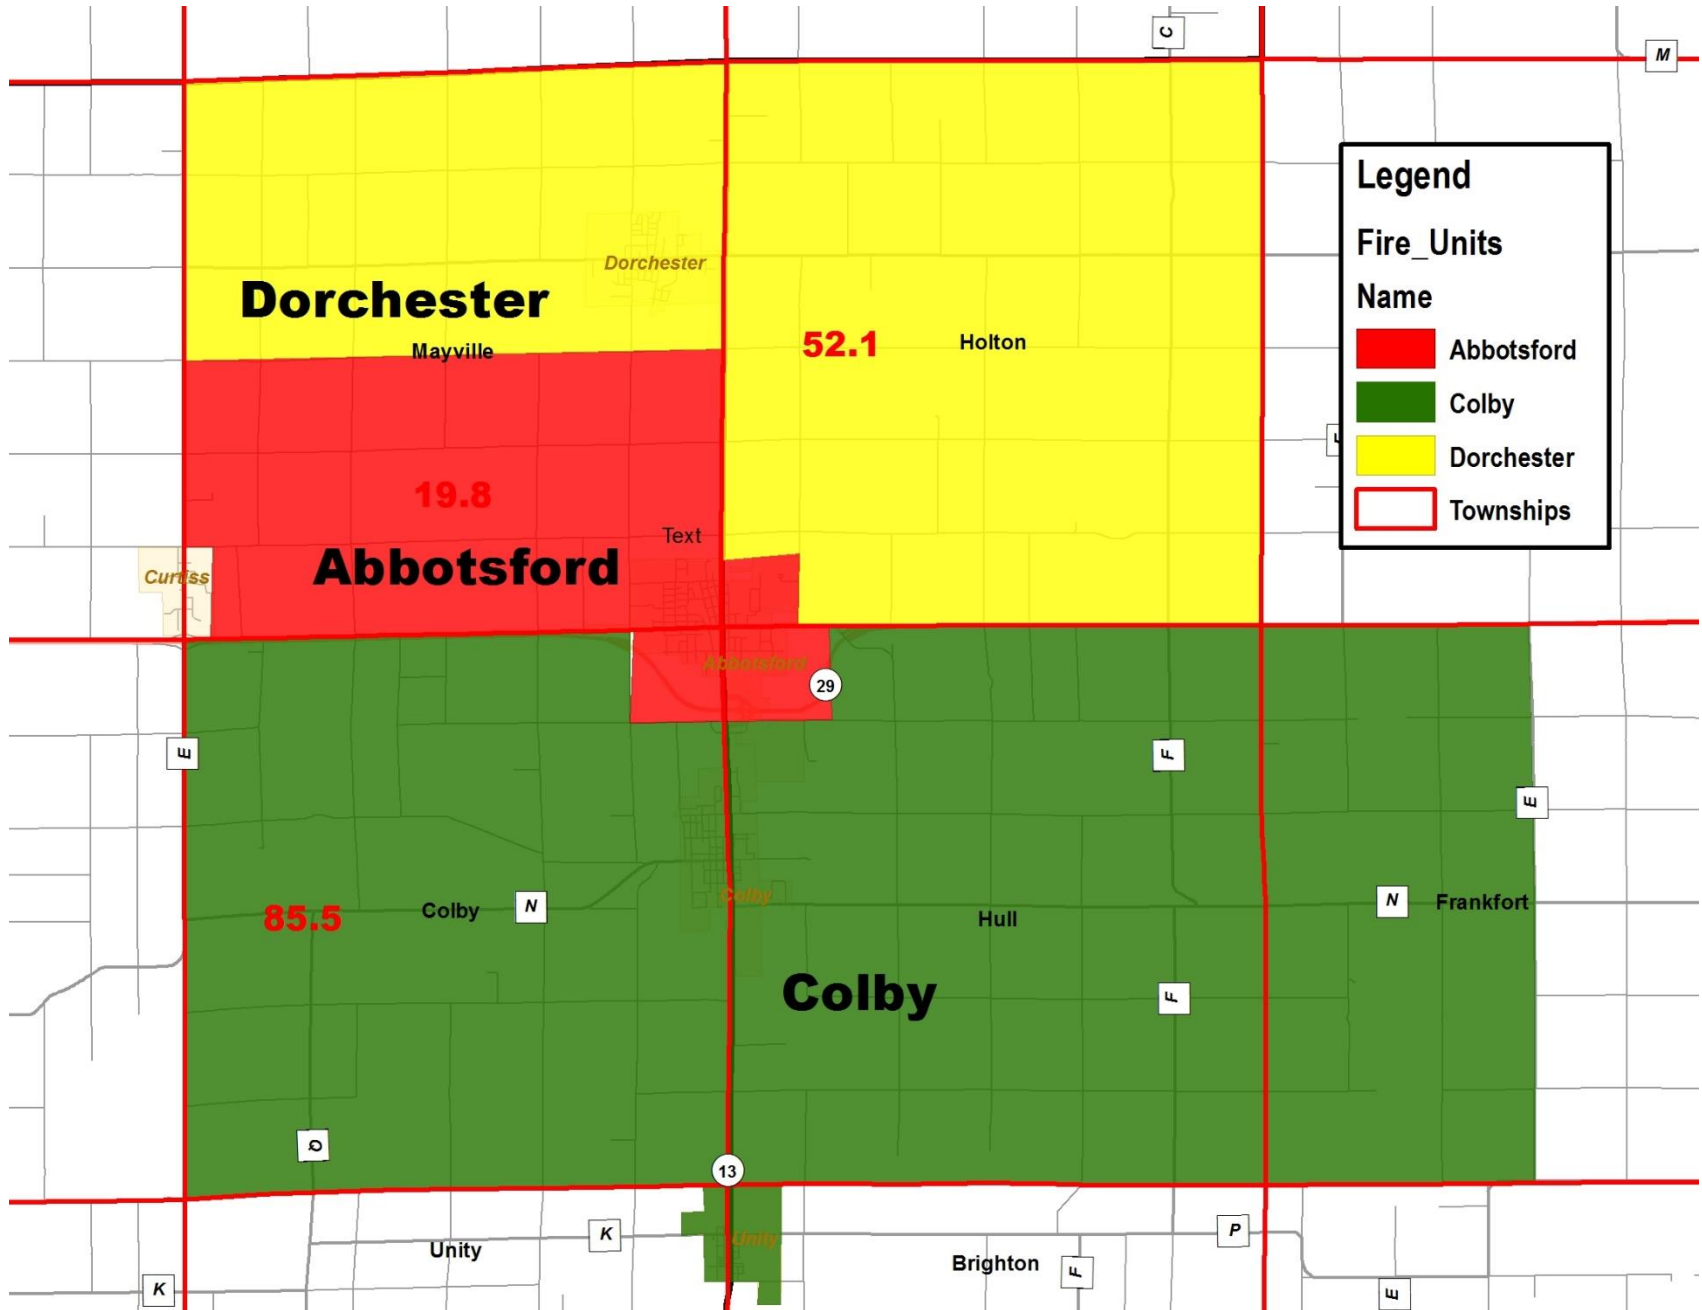 C
M
Legend
Fire_Units
Name
Abbotsford
Colby
Dorchester
Townships
Dorchester
Dorchester
Mayville
52.1
Holton
19.8
Text
Abbotsford
Curtiss
Abbotsford
29
E
F
E
Colby
85.5
Colby
N
Hull
N
Frankfort
Colby
F
Q
13
Unity
K
Unity
P
Brighton
F
K
E